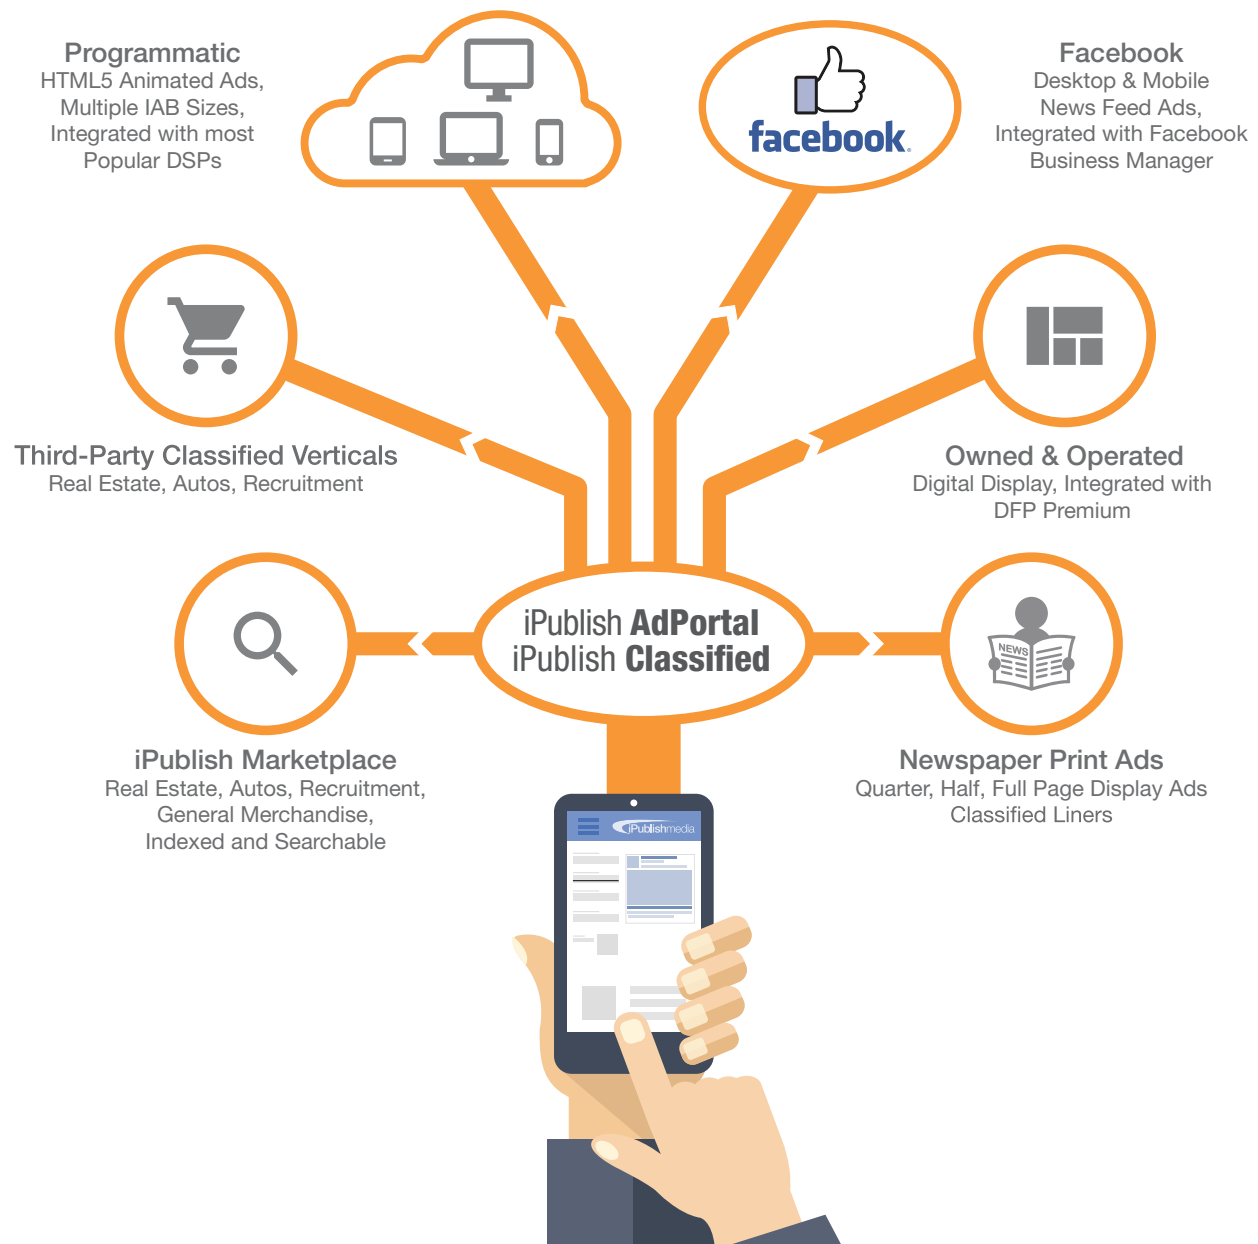 Programmatic
HTML5 Animated Ads,
Multiple IAB Sizes,
Integrated with most
Popular DSPs
facebook.
Facebook
Desktop & Mobile
News Feed Ads,
Integrated with Facebook
Business Manager
Third-Party Classified Verticals
Real Estate, Autos, Recruitment
Owned & Operated
Digital Display, Integrated with
DFP Premium
iPublish AdPortal
iPublish Classified
NEWS
iPublish Marketplace
Real Estate, Autos, Recruitment,
General Merchandise,
Indexed and Searchable
Newspaper Print Ads
Quarter, Half, Full Page Display Ads
Classified Liners
iPublishmedia